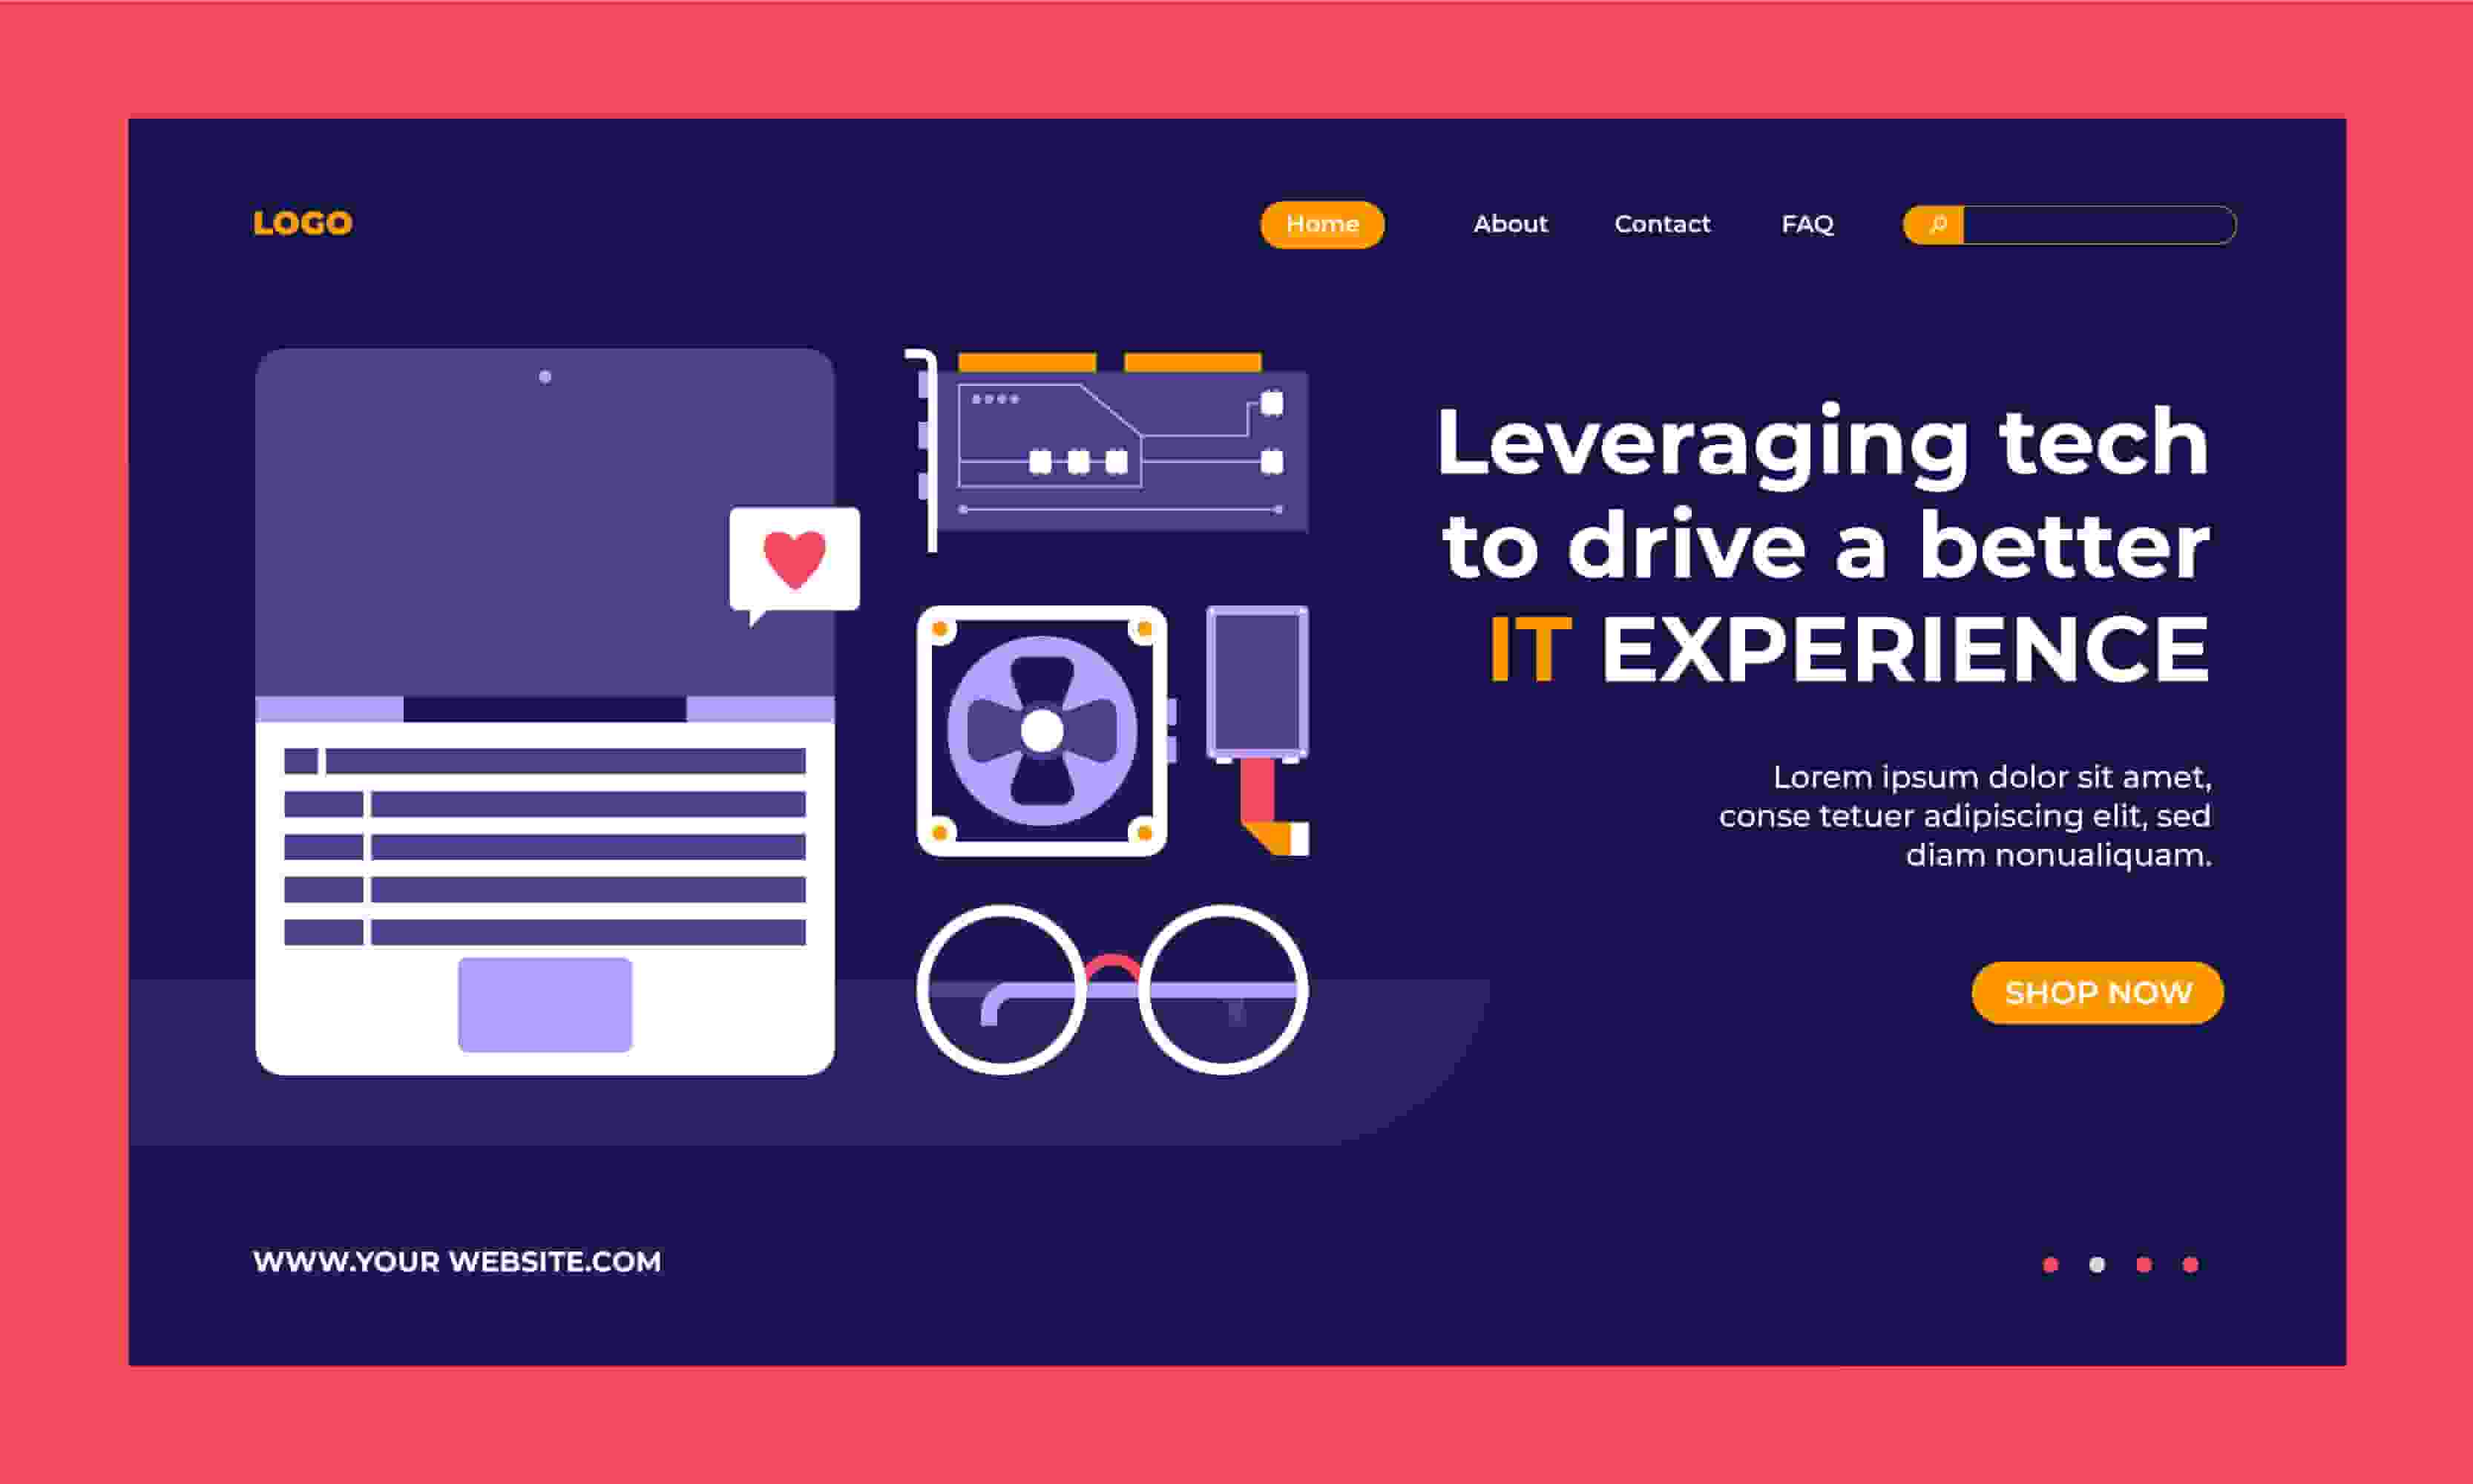 LOGO
Home About Contact FAQ
Leveraging tech
to drive a better
IT EXPERIENCE
Lorem ipsum dolor sit amet,
conse tetuer adipiscing elit, sed
diam nonualiquam.
SHOP NOW
WWW.YOUR WEBSITE.COM